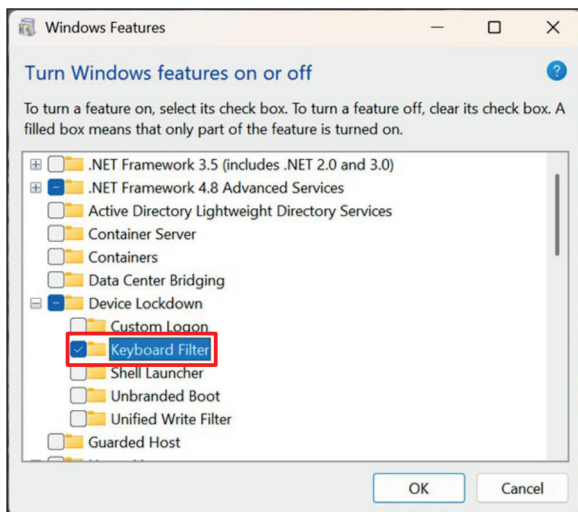 Windows Features
Turn Windows features on or off
?
To turn a feature on, select its check box. To turn a feature off, clear its check box. A
filled box means that only part of the feature is turned on.
.NET Framework 3.5 (includes .NET 2.0 and 3.0)
.NET Framework 4.8 Advanced Services
Active Directory Lightweight Directory Services
Container Server
Containers
Data Center Bridging
Device Lockdown
Custom Logon
Keyboard Filter
Shell Launcher
Unbranded Boot
Unified Write Filter
Guarded Host
OK
Cancel